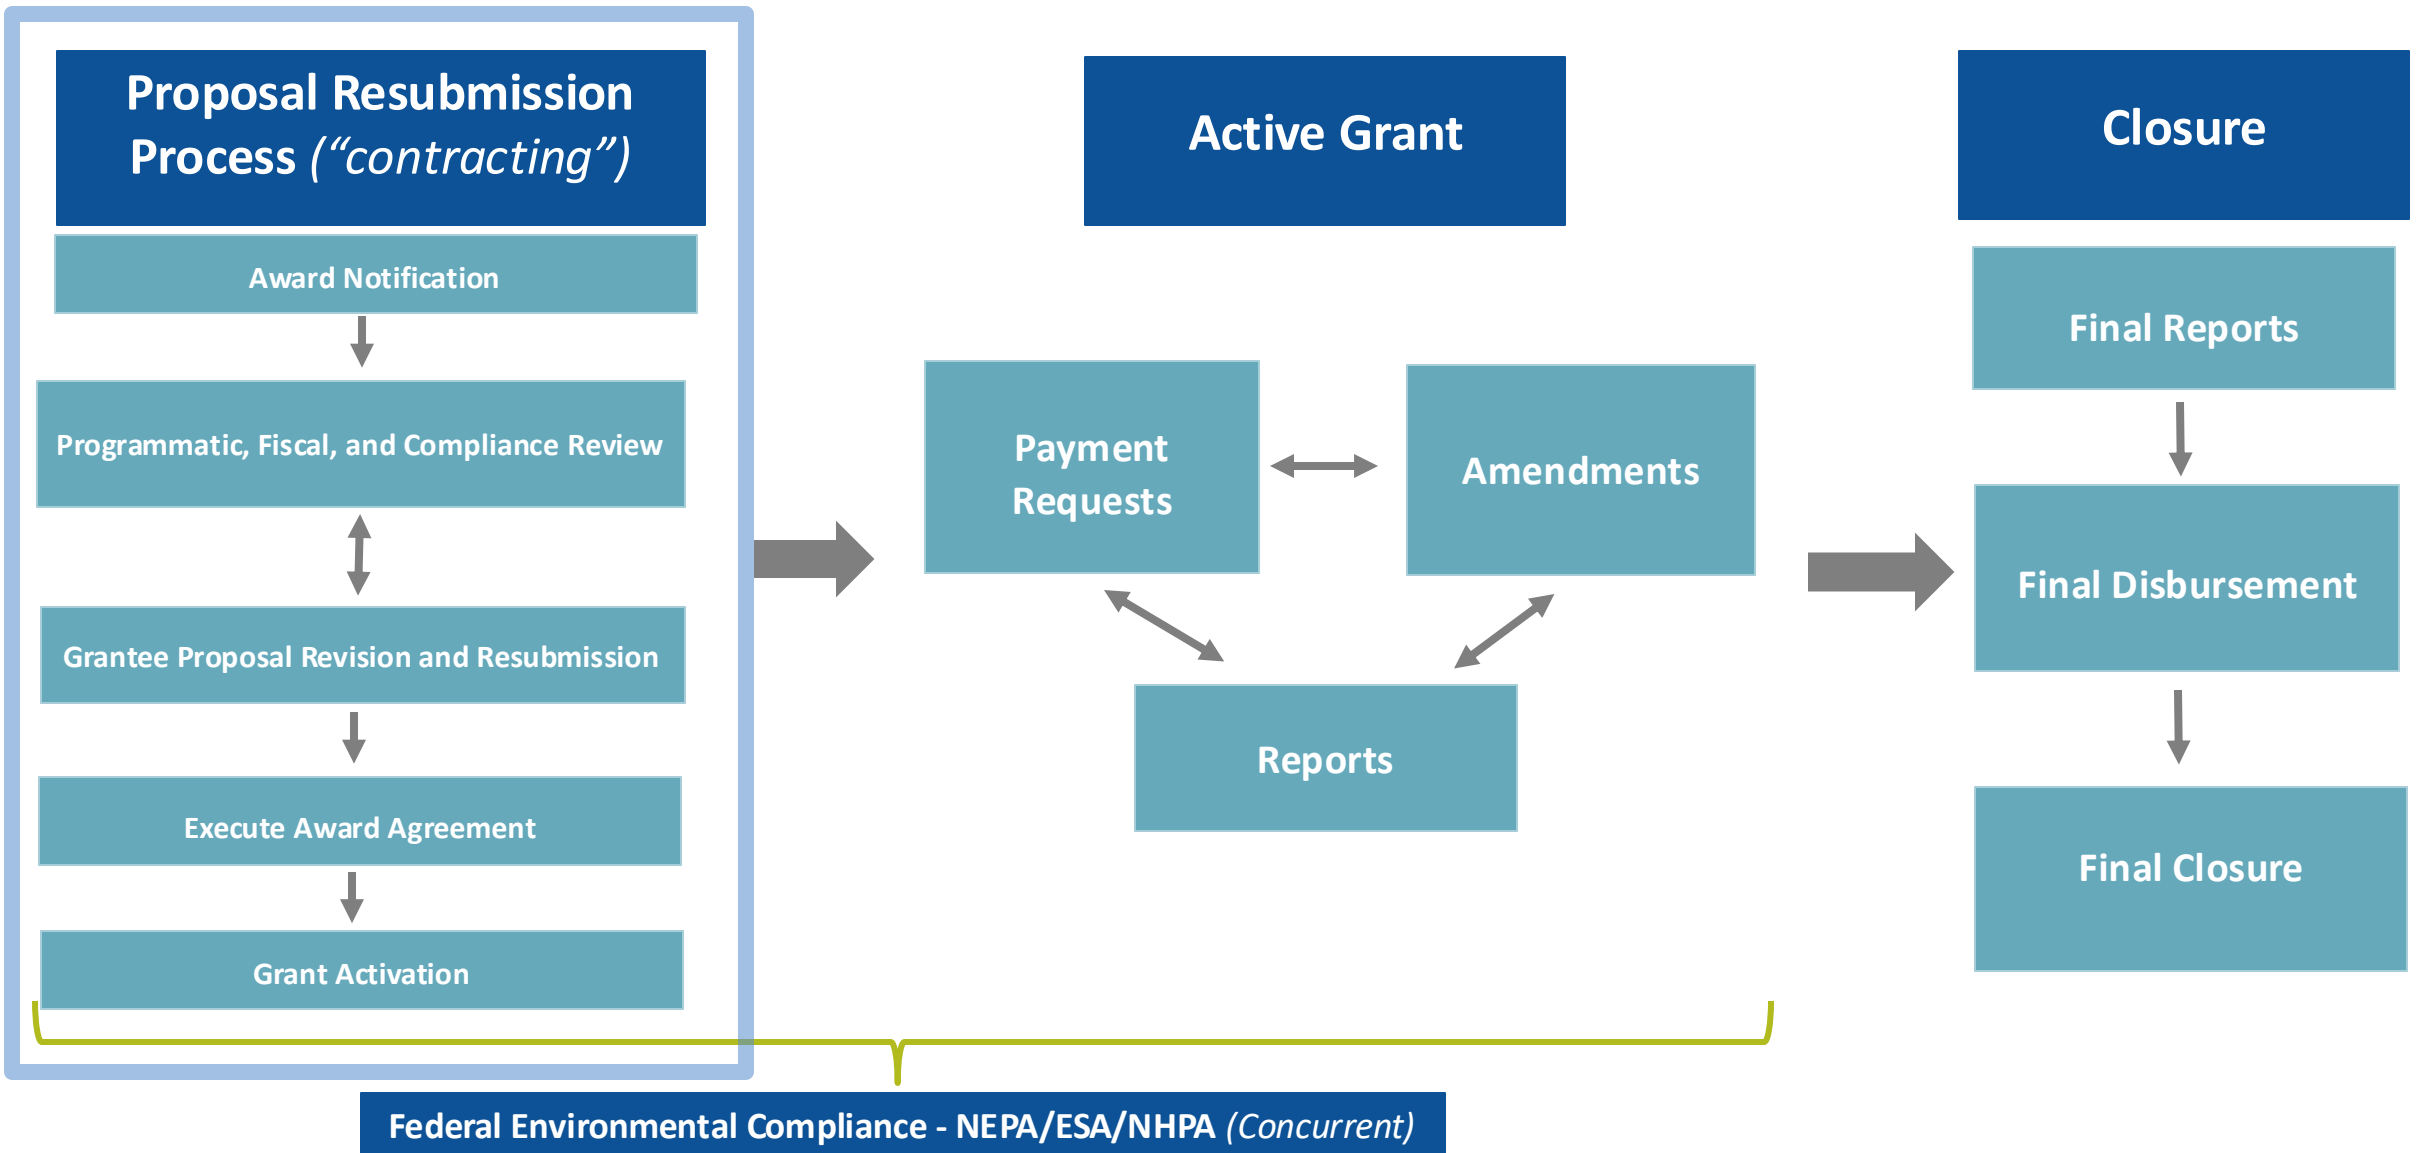 Proposal Resubmission
Process (“contracting”)
Award Notification
Programmatic, Fiscal, and Compliance Review
Grantee Proposal Revision and Resubmission
Execute Award Agreement
Grant Activation
Active Grant
Payment
Requests
Amendments
Reports
Closure
Final Reports
Final Disbursement
Final Closure
Federal Environmental Compliance - NEPA/ESA/NHPA (Concurrent)